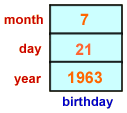 month 7
day 21
year 1963
birthday